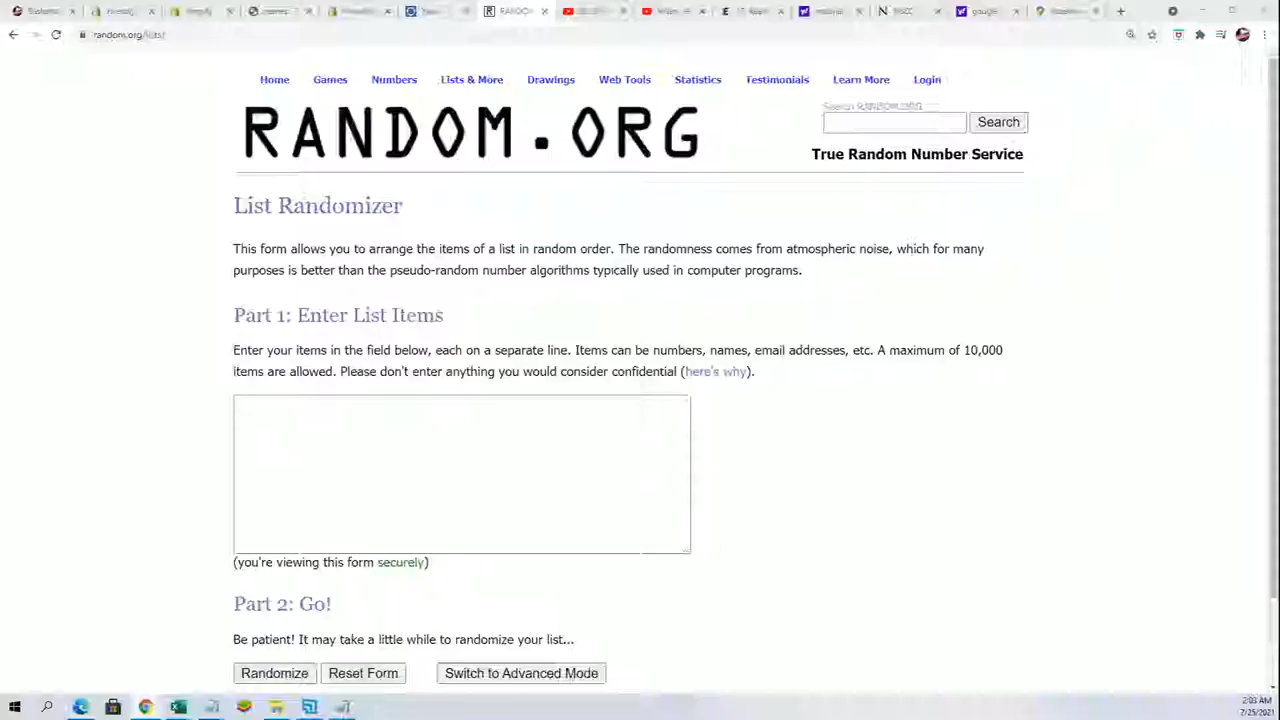 RANDOM
random.org/lists/
Home Games Numbers Lists & More Drawings Web Tools Statistics Testimonials Learn More Login
RANDOM.ORG
Search RANDOM.ORG
Search
True Random Number Service
List Randomizer
This form allows you to arrange the items of a list in random order. The randomness comes from atmospheric noise, which for many
purposes is better than the pseudo-random number algorithms typically used in computer programs.
Part 1: Enter List Items
Enter your items in the field below, each on a separate line. Items can be numbers, names, email addresses, etc. A maximum of 10,000
items are allowed. Please don't enter anything you would consider confidential (here's why).
(you're viewing this form securely)
Part 2: Go!
Be patient! It may take a little while to randomize your list...
Randomize Reset Form Switch to Advanced Mode
2:03 AM
7/25/2021